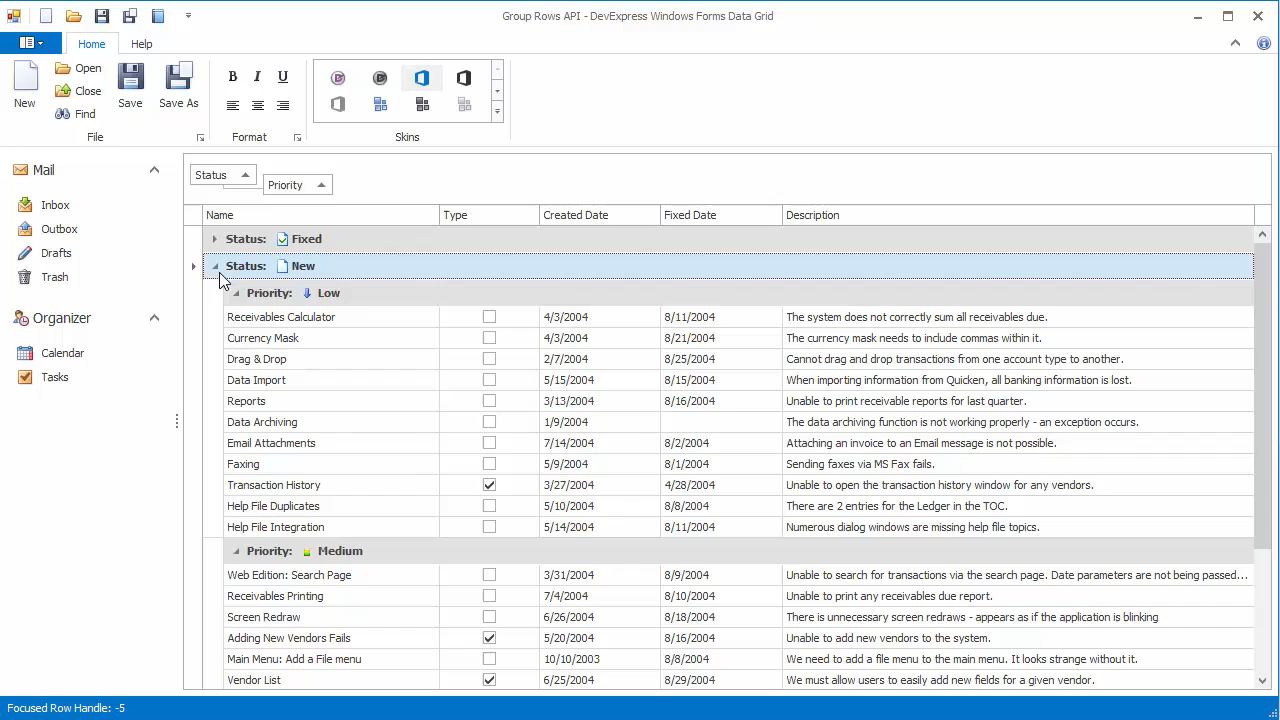 Group Rows API - DevExpress Windows Forms Data Grid
Home Help
New
Open
Close
Find
Save
Save As
B I U
File Format Skins
Mail
Inbox
Outbox
Drafts
Trash
Organizer
Calendar
Tasks
Status
Priority
Name Type Created Date Fixed Date Description
Status: Fixed
Status: New
Priority: Low
Receivables Calculator 4/3/2004 8/11/2004 The system does not correctly sum all receivables due.
Currency Mask 4/3/2004 8/21/2004 The currency mask needs to include commas within it.
Drag & Drop 2/7/2004 8/25/2004 Cannot drag and drop transactions from one account type to another.
Data Import 5/15/2004 8/15/2004 When importing information from Quicken, all banking information is lost.
Reports 3/13/2004 8/16/2004 Unable to print receivable reports for last quarter.
Data Archiving 1/9/2004 The data archiving function is not working properly - an exception occurs.
Email Attachments 7/14/2004 8/2/2004 Attaching an invoice to an Email message is not possible.
Faxing 5/9/2004 8/1/2004 Sending faxes via MS Fax fails.
Transaction History 3/27/2004 4/28/2004 Unable to open the transaction history window for any vendors.
Help File Duplicates 5/10/2004 8/8/2004 There are 2 entries for the Ledger in the TOC.
Help File Integration 5/14/2004 8/11/2004 Numerous dialog windows are missing help file topics.
Priority: Medium
Web Edition: Search Page 3/31/2004 8/9/2004 Unable to search for transactions via the search page. Date parameters are not being passed...
Receivables Printing 7/4/2004 8/10/2004 Unable to print any receivables due report.
Screen Redraw 6/26/2004 8/18/2004 There is unnecessary screen redraws - appears as if the application is blinking
Adding New Vendors Fails 5/20/2004 8/16/2004 Unable to add new vendors to the system.
Main Menu: Add a File menu 10/10/2003 8/8/2004 We need to add a file menu to the main menu. It looks strange without it.
Vendor List 6/25/2004 8/29/2004 We must allow users to easily add new fields for a given vendor.
Focused Row Handle: -5